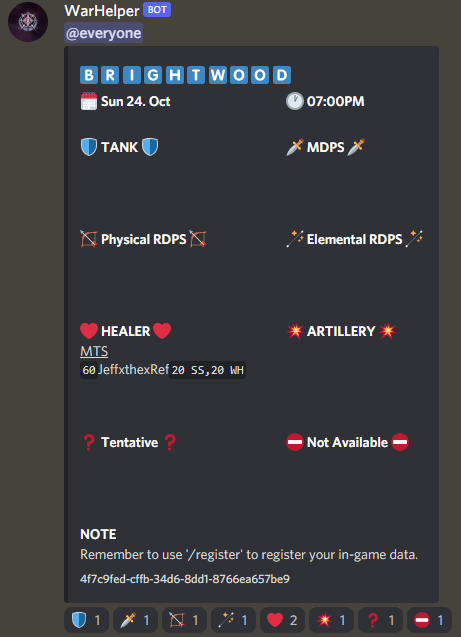 WarHelper BOT
@everyone
BRIGHTWOOD
Sun 24. Oct 07:00PM
TANK MDPS
Physical RDPS Elemental RDPS
HEALER ARTILLERY
MTS
60 JeffxthexRef 20 SS,20 WH
Tentative Not Available
NOTE
Remember to use '/register' to register your in-game data.
4f7c9fed-cffb-34d6-8dd1-8766ea657be9
1 1 1 1 2 1 1 1